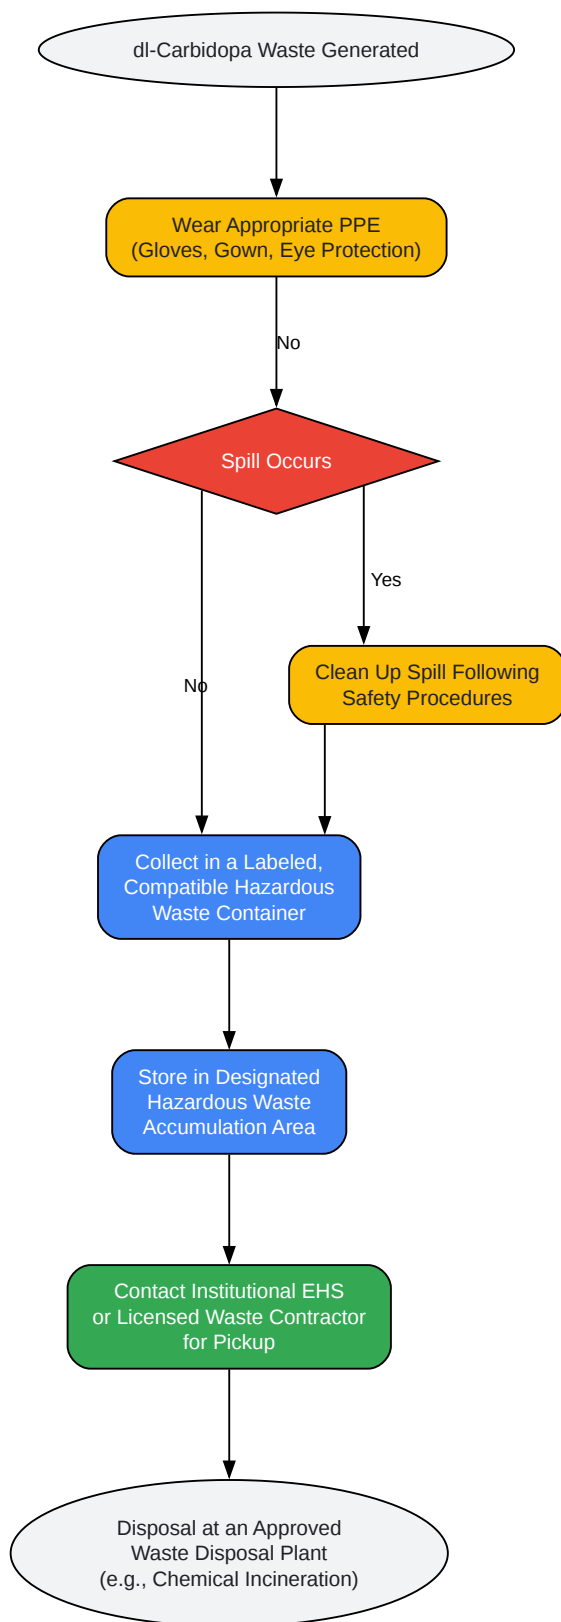 dl-Carbidopa Waste Generated
Wear Appropriate PPE
(Gloves, Gown, Eye Protection)
No
Spill Occurs
Yes
Clean Up Spill Following
Safety Procedures
No
Collect in a Labeled,
Compatible Hazardous
Waste Container
Store in Designated
Hazardous Waste
Accumulation Area
Contact Institutional EHS
or Licensed Waste Contractor
for Pickup
Disposal at an Approved
Waste Disposal Plant
(e.g., Chemical Incineration)